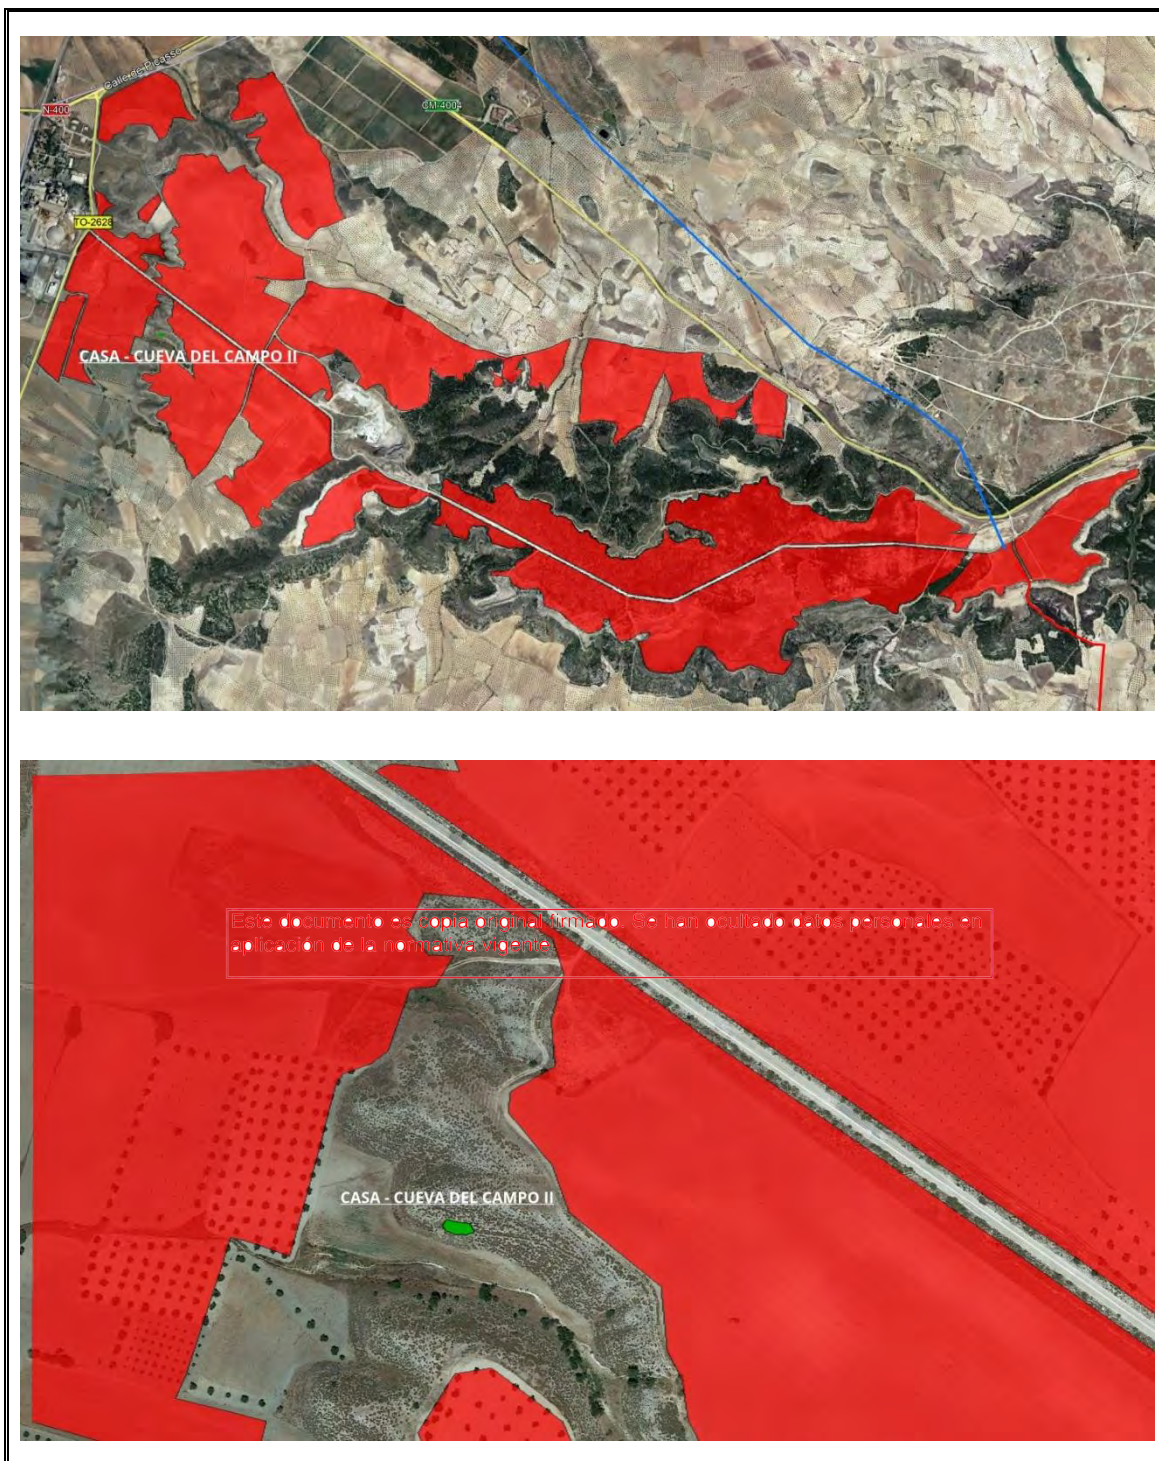 Calle de Picasso
N-400
CM-4004
TO-2628
CASA - CUEVA DEL CAMPO II
Este documento es copia original firmado. Se han ocultado datos personales en
aplicación de la normativa vigente.
CASA - CUEVA DEL CAMPO II